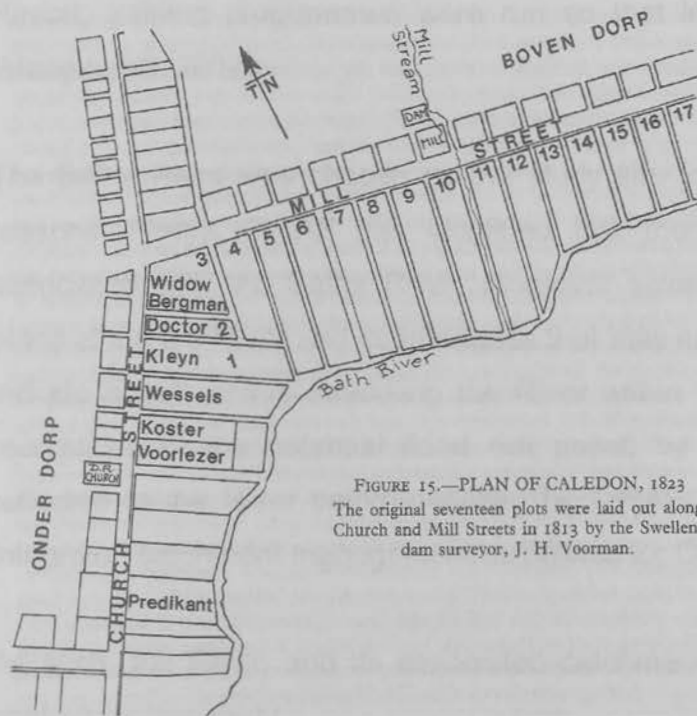 BOVEN DORP
Mill
Stream
TN
DAM
MILL
MILL STREET
3 4 5 6 7 8 9 10 11 12 13 14 15 16 17
Widow
Bergman
Doctor 2
Kleyn 1
Wessels
Koster
Voorlezer
D.R.
CHURCH
Predikant
Bath River
ONDER DORP
CHURCH STREET
FIGURE 15.—PLAN OF CALEDON, 1823
The original seventeen plots were laid out along
Church and Mill Streets in 1813 by the Swellen-
dam surveyor, J. H. Voorman.